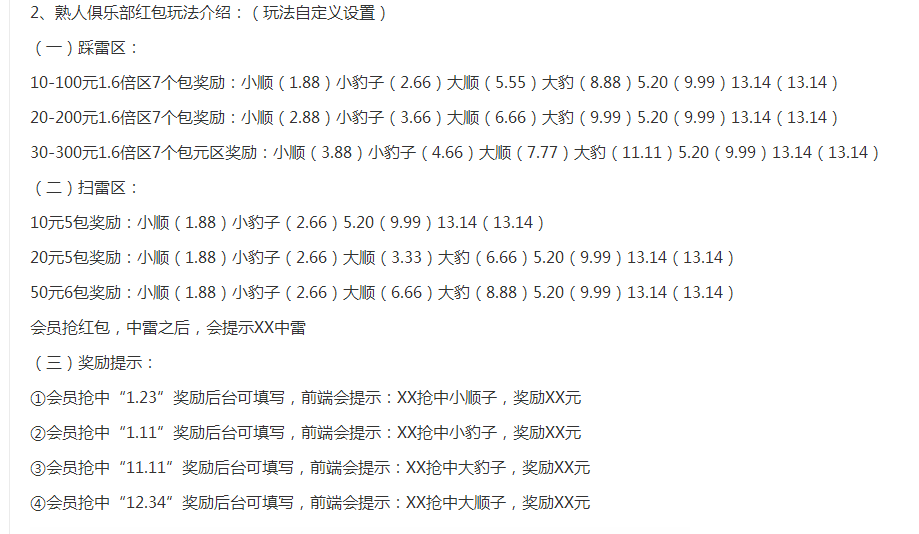 2、熟人俱乐部红包玩法介绍：（玩法自定义设置）
（一）踩雷区：
10-100元1.6倍区7个包奖励：小顺（1.88）小豹子（2.66）大顺（5.55）大豹（8.88）5.20（9.99）13.14（13.14）
20-200元1.6倍区7个包奖励：小顺（2.88）小豹子（3.66）大顺（6.66）大豹（9.99）5.20（9.99）13.14（13.14）
30-300元1.6倍区7个包元区奖励：小顺（3.88）小豹子（4.66）大顺（7.77）大豹（11.11）5.20（9.99）13.14（13.14）
（二）扫雷区：
10元5包奖励：小顺（1.88）小豹子（2.66）5.20（9.99）13.14（13.14）
20元5包奖励：小顺（1.88）小豹子（2.66）大顺（3.33）大豹（6.66）5.20（9.99）13.14（13.14）
50元6包奖励：小顺（1.88）小豹子（2.66）大顺（6.66）大豹（8.88）5.20（9.99）13.14（13.14）
会员抢红包，中雷之后，会提示XX中雷
（三）奖励提示：
①会员抢中“1.23”奖励后台可填写，前端会提示：XX抢中小顺子，奖励XX元
②会员抢中“1.11”奖励后台可填写，前端会提示：XX抢中小豹子，奖励XX元
③会员抢中“11.11”奖励后台可填写，前端会提示：XX抢中大豹子，奖励XX元
④会员抢中“12.34”奖励后台可填写，前端会提示：XX抢中大顺子，奖励XX元